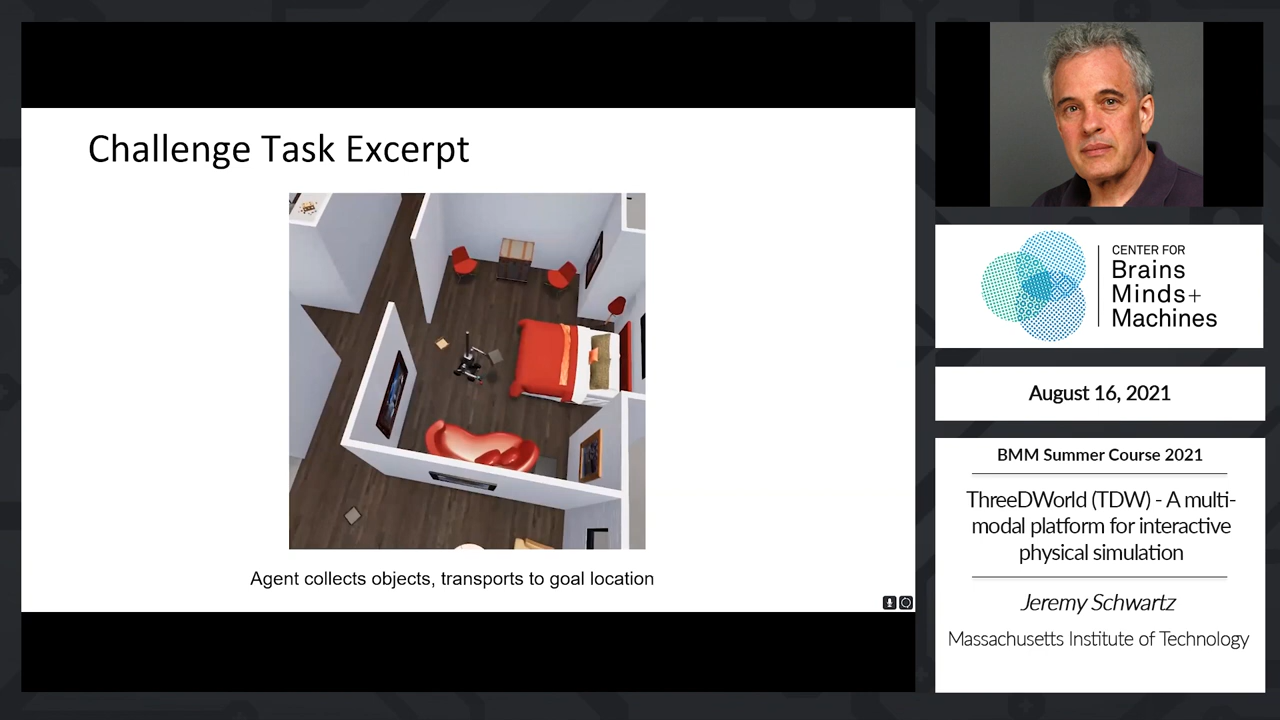 Challenge Task Excerpt
Agent collects objects, transports to goal location
CENTER FOR
Brains
Minds+
Machines
August 16, 2021
BMM Summer Course 2021
ThreeDWorld (TDW) - A multi-
modal platform for interactive
physical simulation
Jeremy Schwartz
Massachusetts Institute of Technology